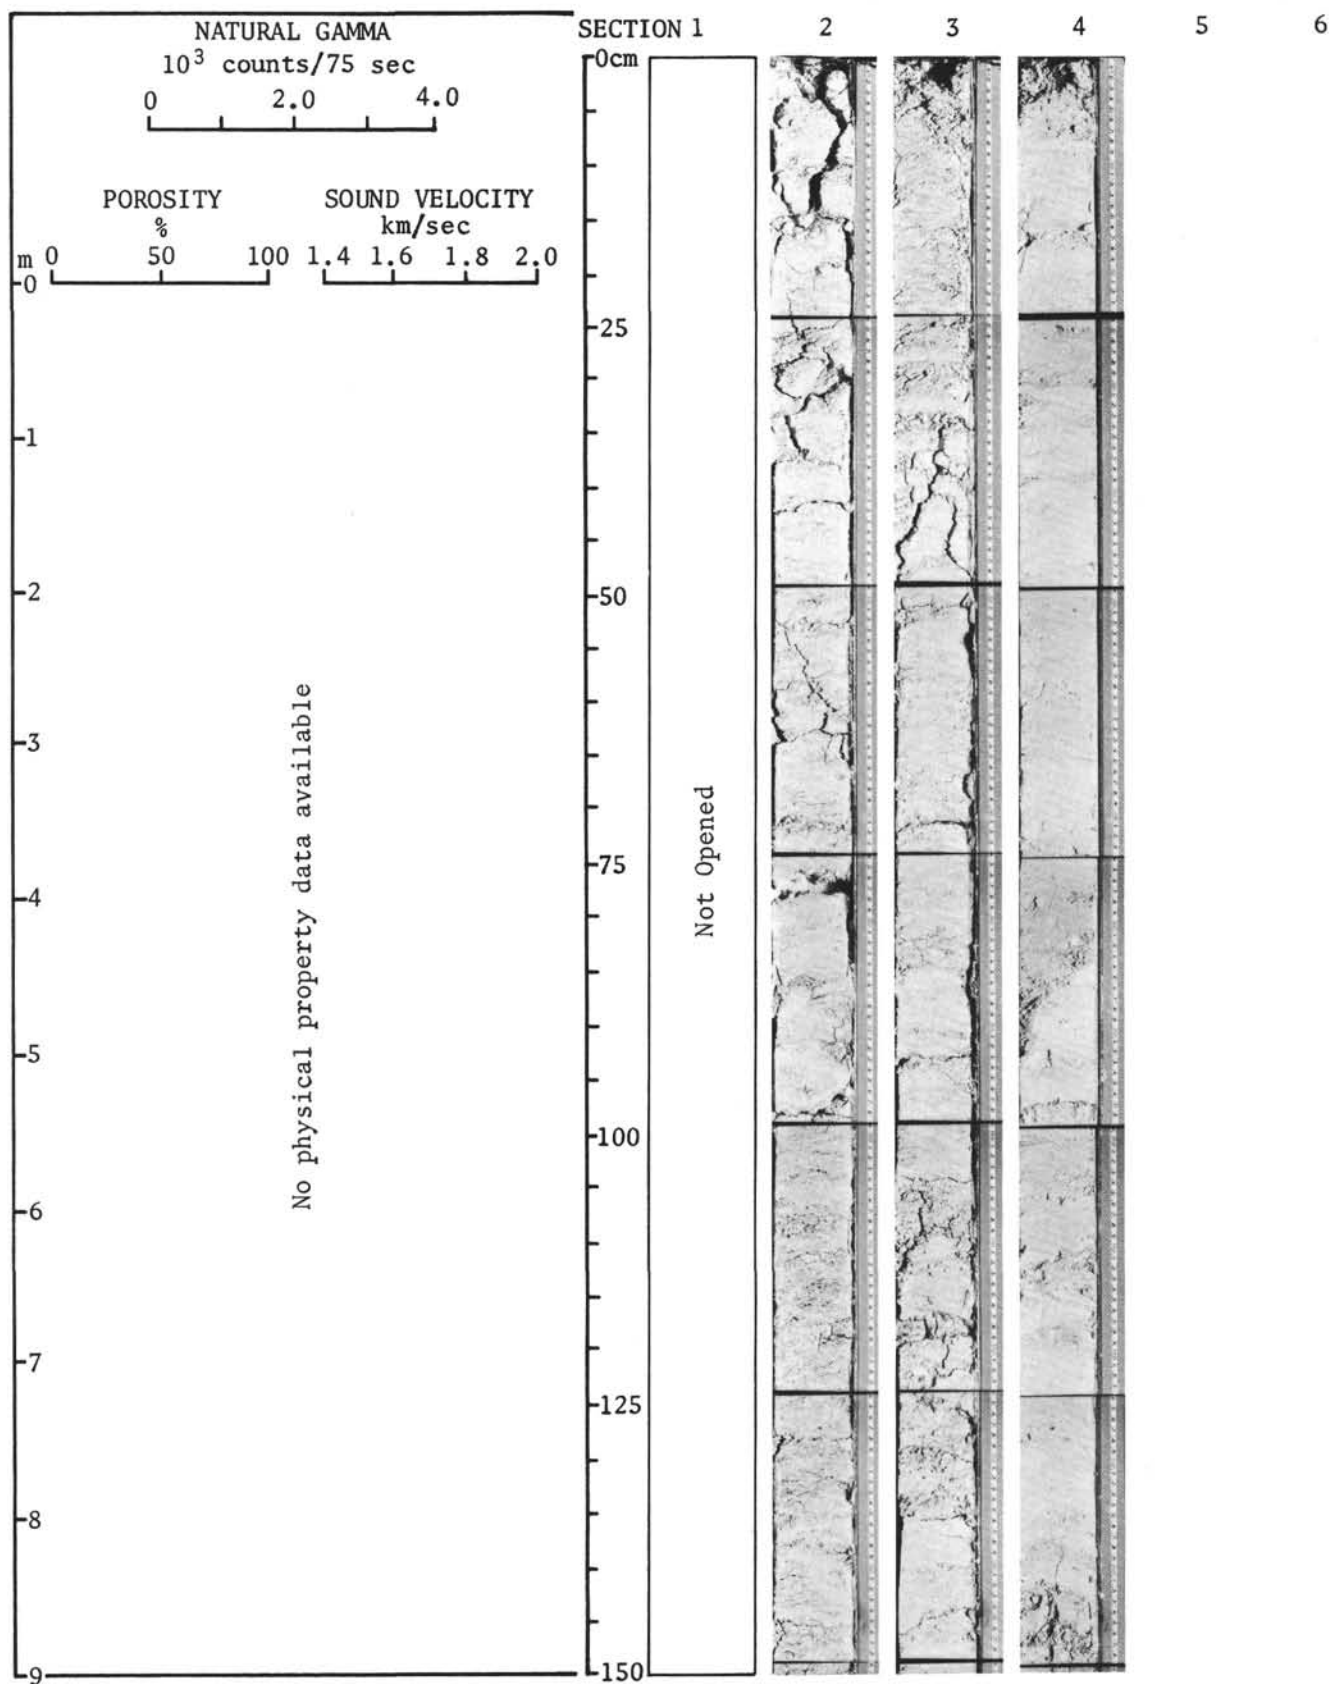 NATURAL GAMMA
10³ counts/75 sec
0 2.0 4.0
POROSITY
%
0 50 100
SOUND VELOCITY
km/sec
1.4 1.6 1.8 2.0
m
0
1
2
3
4
5
6
7
8
9
No physical property data available
SECTION 1 2 3 4 5 6
0cm
25
50
75
100
125
150
Not Opened